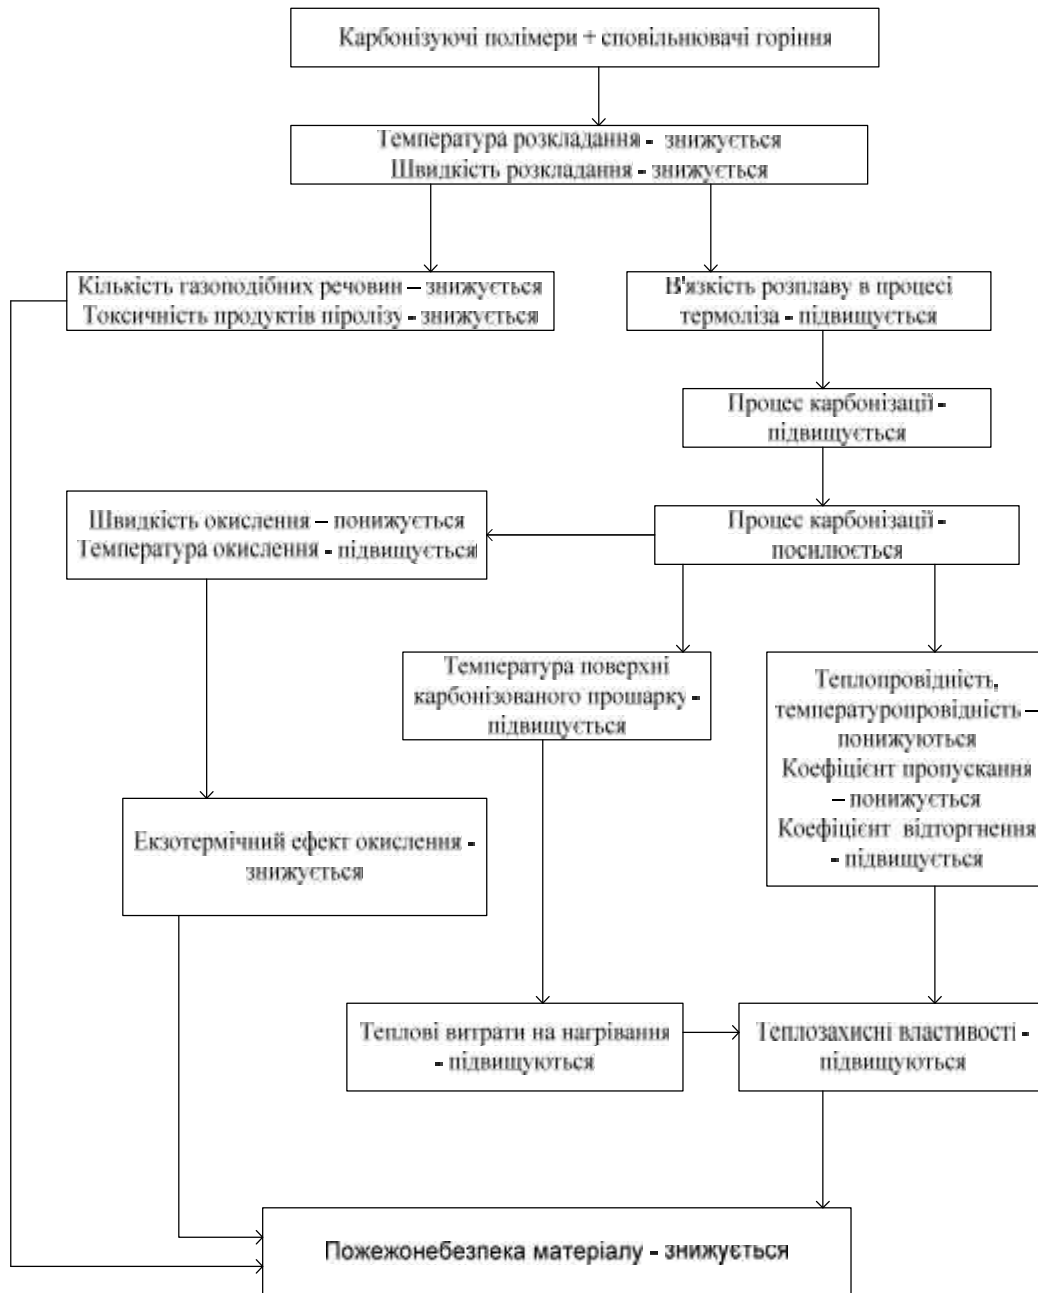 Карбонізуючі полімери + сповільнювачі горіння
Температура розкладання - знижується
Швидкість розкладання - знижується
Кількість газоподібних речовин – знижується
Токсичність продуктів піролізу - знижується
В'язкість розплаву в процесі
термоліза - підвищується
Процес карбонізації -
підвищується
Швидкість окислення – понижується
Температура окислення - підвищується
Процес карбонізації -
посилюється
Температура поверхні
карбонізованого прошарку -
підвищується
Теплопровідність,
температуропровідність –
понижуються
Коефіцієнт пропускання
– понижується
Коефіцієнт відторгнення
- підвищується
Екзотермічний ефект окислення -
знижується
Теплові витрати на нагрівання
- підвищуються
Теплозахисні властивості -
підвищуються
Пожежонебезпека матеріалу - знижується